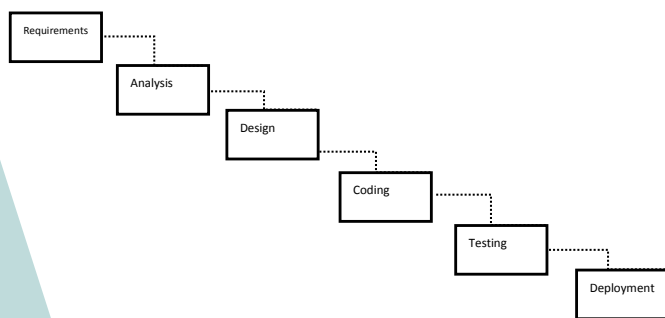 Requirements
Analysis
Design
Coding
Testing
Deployment